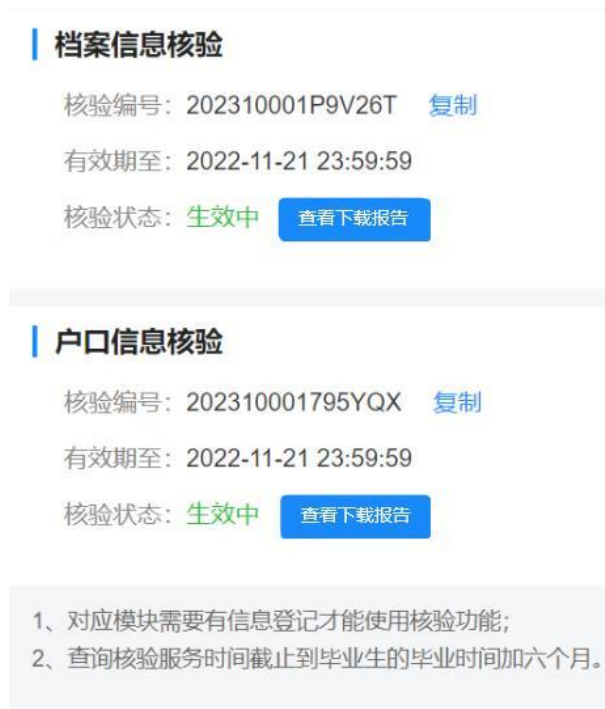 档案信息核验
核验编号：202310001P9V26T 复制
有效期至：2022-11-21 23:59:59
核验状态：生效中 查看下载报告
户口信息核验
核验编号：202310001795YQX 复制
有效期至：2022-11-21 23:59:59
核验状态：生效中 查看下载报告
1、对应模块需要有信息登记才能使用核验功能；
2、查询核验服务时间截止到毕业生的毕业时间加六个月。